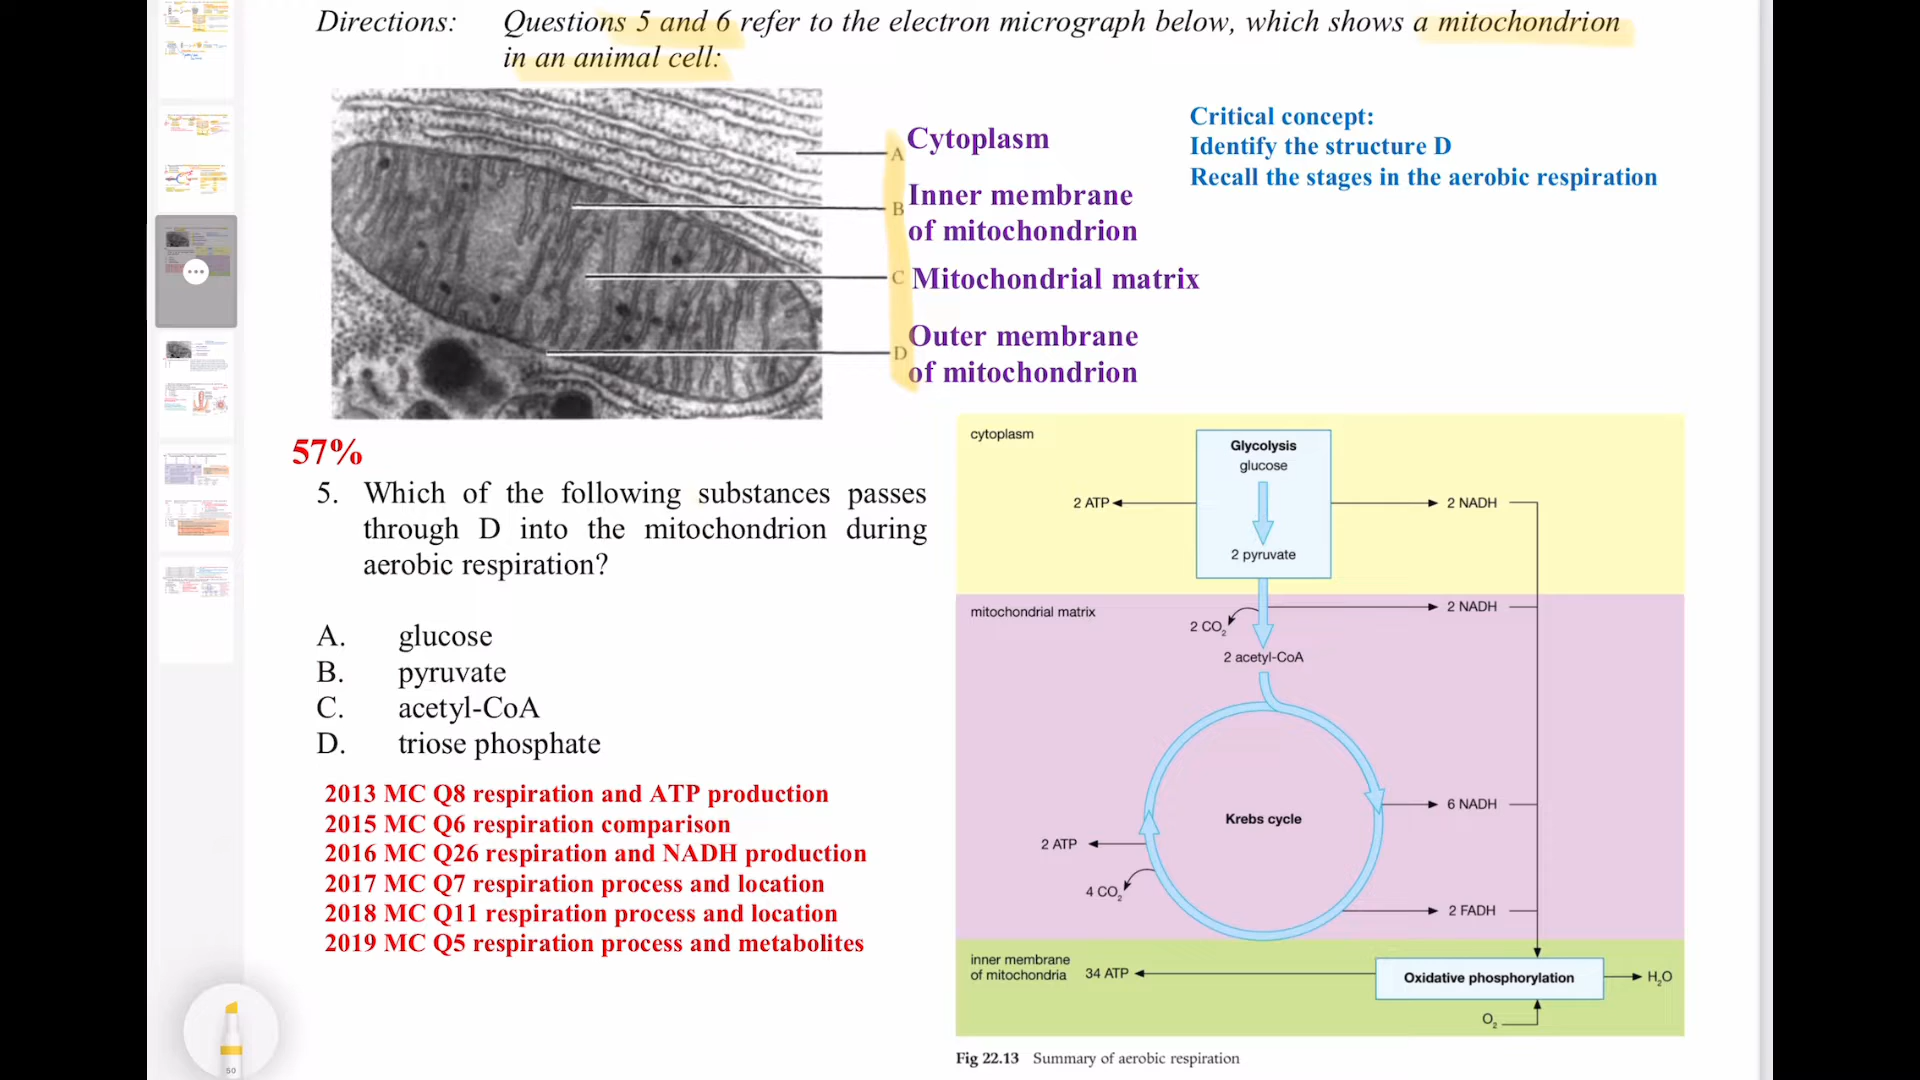 Directions: Questions 5 and 6 refer to the electron micrograph below, which shows a mitochondrion
in an animal cell:
Critical concept:
Identify the structure D
Recall the stages in the aerobic respiration
A Cytoplasm
B Inner membrane
of mitochondrion
C Mitochondrial matrix
D Outer membrane
of mitochondrion
57%
5. Which of the following substances passes
through D into the mitochondrion during
aerobic respiration?
A. glucose
B. pyruvate
C. acetyl-CoA
D. triose phosphate
2013 MC Q8 respiration and ATP production
2015 MC Q6 respiration comparison
2016 MC Q26 respiration and NADH production
2017 MC Q7 respiration process and location
2018 MC Q11 respiration process and location
2019 MC Q5 respiration process and metabolites
cytoplasm
Glycolysis
glucose
2 ATP
2 NADH
2 pyruvate
mitochondrial matrix
2 NADH
2 CO₂
2 acetyl-CoA
Krebs cycle
6 NADH
2 ATP
4 CO₂
2 FADH
inner membrane
of mitochondria
34 ATP
Oxidative phosphorylation
H₂O
O₂
Fig 22.13 Summary of aerobic respiration
50